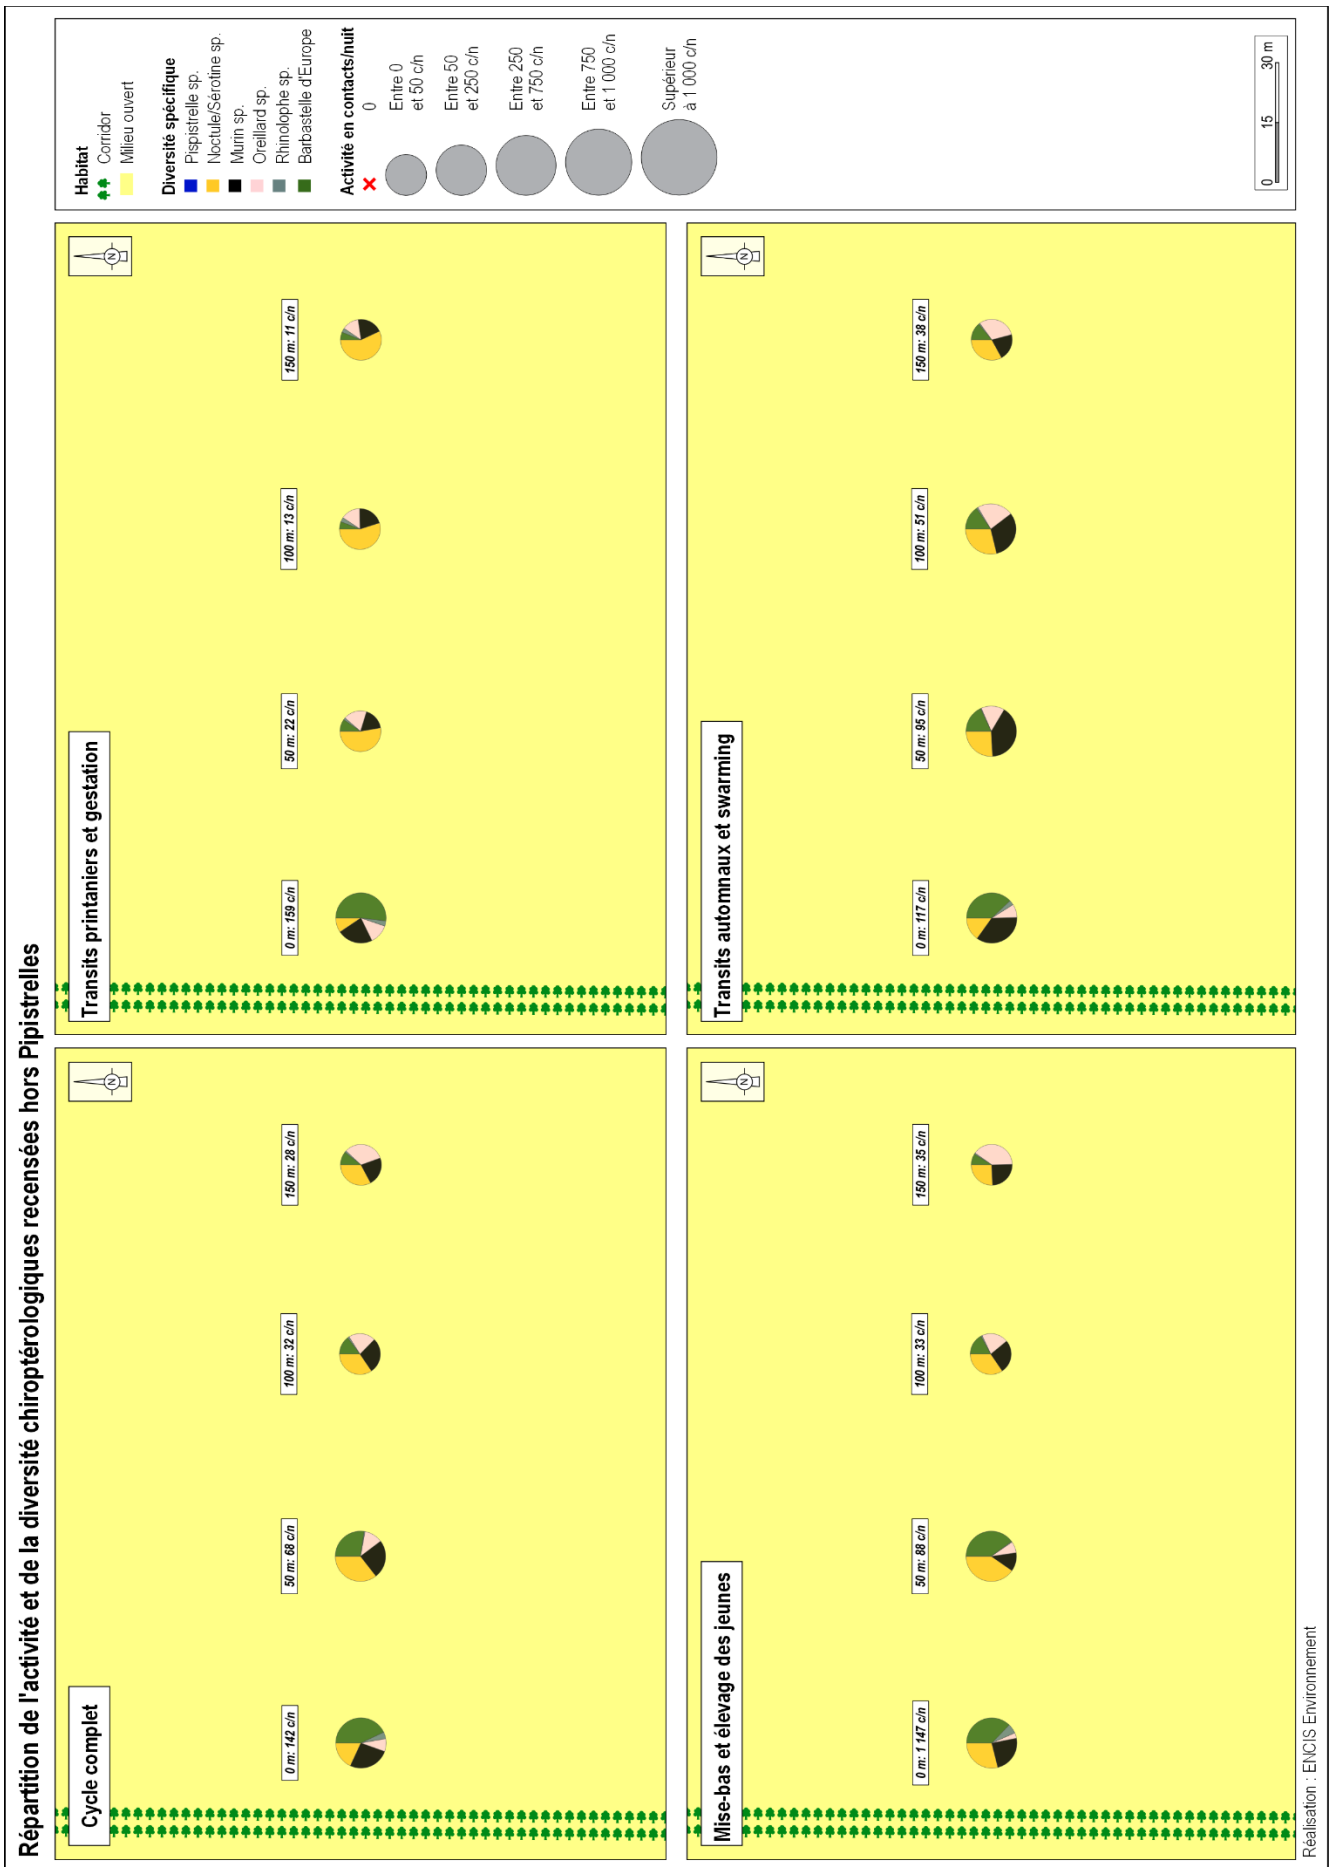 Répartition de l'activité et de la diversité chiroptérologiques recensées hors Pipistrelles
Cycle complet
N
0 m: 142 c/n
50 m: 68 c/n
100 m: 32 c/n
150 m: 28 c/n
Transits printaniers et gestation
N
0 m: 159 c/n
50 m: 22 c/n
100 m: 13 c/n
150 m: 11 c/n
Mise-bas et élevage des jeunes
N
0 m: 1 147 c/n
50 m: 88 c/n
100 m: 33 c/n
150 m: 35 c/n
Transits automnaux et swarming
N
0 m: 117 c/n
50 m: 95 c/n
100 m: 51 c/n
150 m: 38 c/n
Habitat
Corridor
Milieu ouvert
Diversité spécifique
Pispistrelle sp.
Noctule/Sérotine sp.
Murin sp.
Oreillard sp.
Rhinolophe sp.
Barbastelle d'Europe
Activité en contacts/nuit
0
Entre 0
et 50 c/n
Entre 50
et 250 c/n
Entre 250
et 750 c/n
Entre 750
et 1 000 c/n
Supérieur
à 1 000 c/n
0 15 30 m
Réalisation : ENCIS Environnement